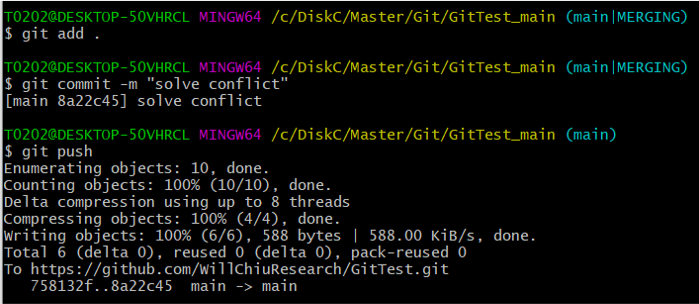 T0202@DESKTOP-5OVHRCL MINGW64 /c/DiskC/Master/Git/GitTest_main (main|MERGING)
$ git add .
T0202@DESKTOP-5OVHRCL MINGW64 /c/DiskC/Master/Git/GitTest_main (main|MERGING)
$ git commit -m "solve conflict"
[main 8a22c45] solve conflict
T0202@DESKTOP-5OVHRCL MINGW64 /c/DiskC/Master/Git/GitTest_main (main)
$ git push
Enumerating objects: 10, done.
Counting objects: 100% (10/10), done.
Delta compression using up to 8 threads
Compressing objects: 100% (4/4), done.
Writing objects: 100% (6/6), 588 bytes | 588.00 KiB/s, done.
Total 6 (delta 0), reused 0 (delta 0), pack-reused 0
To https://github.com/WillChiuResearch/GitTest.git
   758132f..8a22c45  main -> main